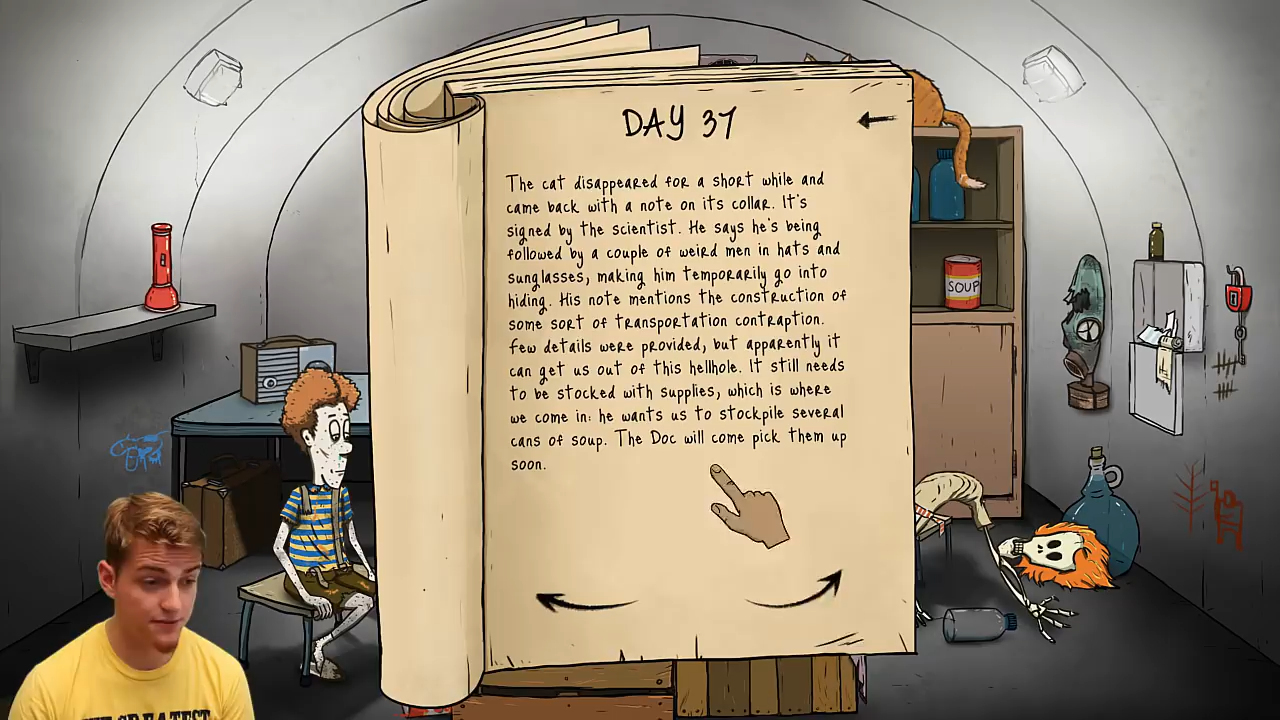 DAY 37
The cat disappeared for a short while and
came back with a note on its collar. It's
signed by the scientist. He says he's being
followed by a couple of weird men in hats and
sunglasses, making him temporarily go into
hiding. His note mentions the construction of
some sort of transportation contraption.
few details were provided, but apparently it
can get us out of this hellhole. It still needs
to be stocked with supplies, which is where
we come in: he wants us to stockpile several
cans of soup. The Doc will come pick them up
soon.
SOUP